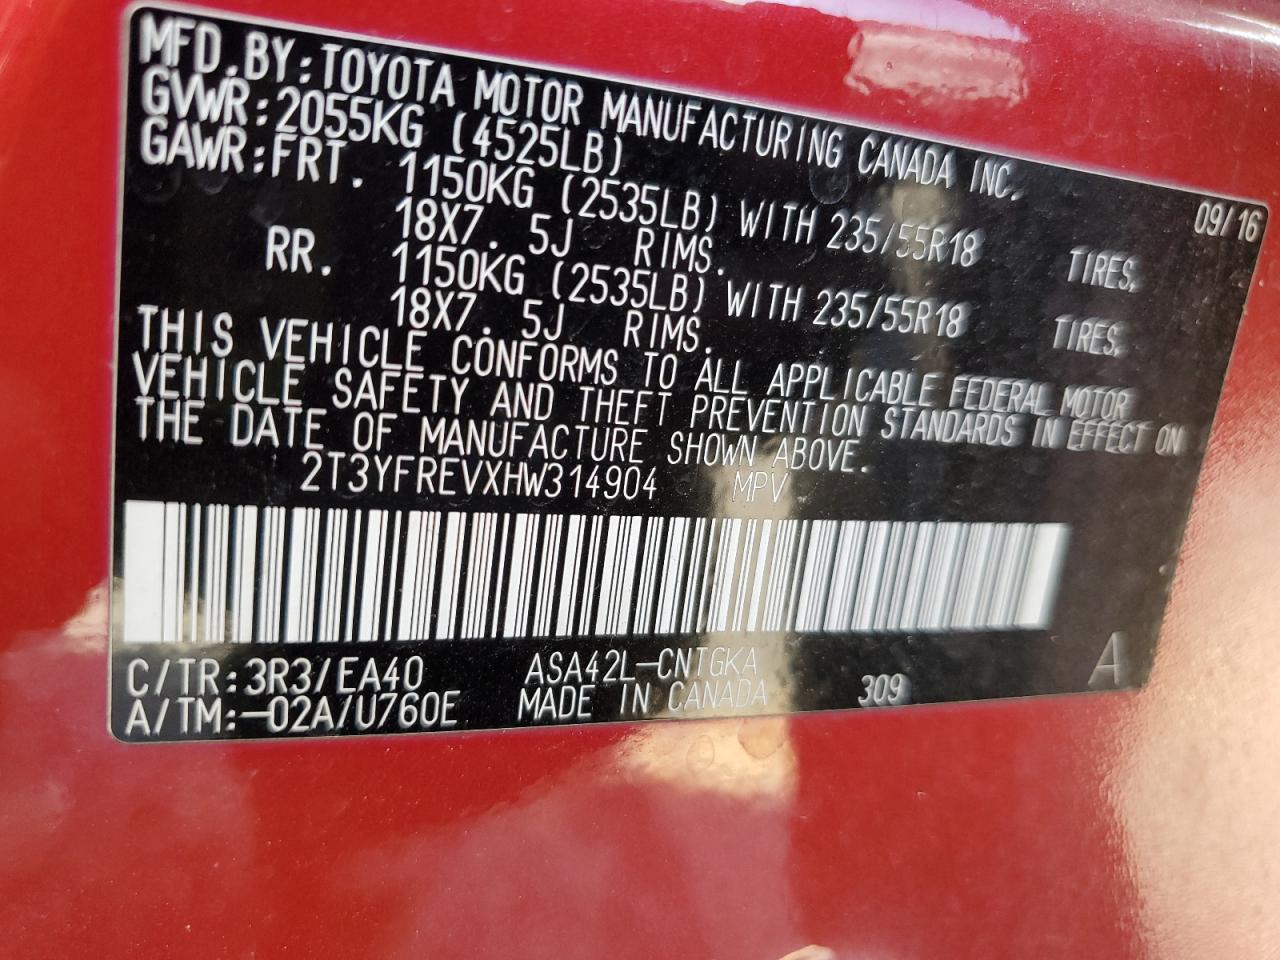 MFD.BY:TOYOTA MOTOR MANUFACTURING CANADA INC.
GVWR:2055KG (4525LB) 09/16
GAWR:FRT. 1150KG (2535LB) WITH 235/55R18 TIRES,
18X7. 5J RIMS.
RR. 1150KG (2535LB) WITH 235/55R18 TIRES,
18X7. 5J RIMS.
THIS VEHICLE CONFORMS TO ALL APPLICABLE FEDERAL MOTOR
VEHICLE SAFETY AND THEFT PREVENTION STANDARDS IN EFFECT ON
THE DATE OF MANUFACTURE SHOWN ABOVE.
2T3YFREVXHW314904 MPV
C/TR:3R3/EA40 ASA42L-CNTGKA A
A/TM:-02A/U760E MADE IN CANADA 309